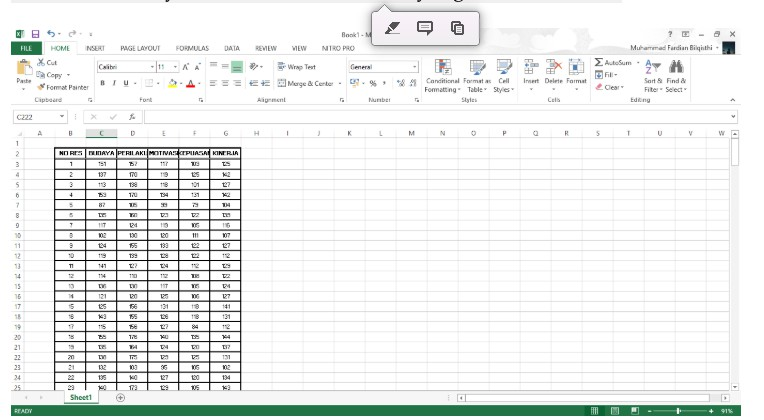 Book1 - M
Muhammad Fardian Bilgisthi
FILE HOME INSERT PAGE LAYOUT FORMULAS DATA REVIEW VIEW NITRO PRO
Paste Cut Copy Format Painter
Calibri 11
Wrap Text
Merge & Center
General
Conditional Formatting Format as Table Cell Styles
Insert Delete Format
AutoSum Fill Clear
Sort & Filter Find & Select
Clipboard Font Alignment Number Styles Cells Editing
C222 fx
A B C D E F G H I J K L M N O P Q R S T U V W
1
2 NO RES BUDAYA PERILAKU MOTIVASI KEPUASAN KINERJA
3 1 151 157 117 103 125
4 2 137 170 119 125 142
5 3 113 138 118 101 127
6 4 153 170 134 131 142
7 5 87 105 99 79 104
8 6 135 160 123 122 139
9 7 117 124 119 105 116
10 8 102 130 120 111 107
11 9 124 155 133 122 127
12 10 119 139 128 122 112
13 11 141 127 124 112 129
14 12 114 110 112 108 122
15 13 136 130 117 105 124
16 14 121 120 125 106 127
17 15 125 156 131 118 141
18 16 143 155 126 118 131
19 17 115 156 127 84 112
20 18 155 176 140 135 144
21 19 135 164 124 120 137
22 20 138 175 129 125 131
23 21 132 103 95 105 102
24 22 135 140 127 120 134
25 23 140 173 129 105 143
Sheet1
READY 91%